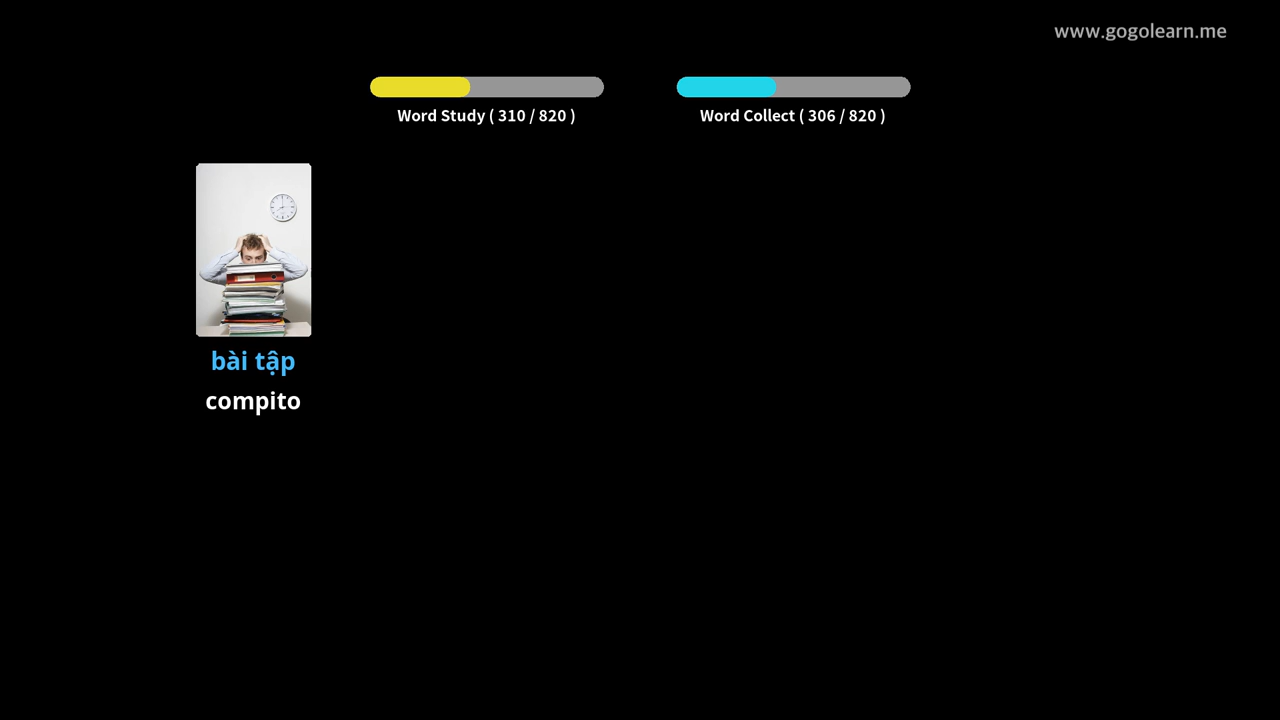 www.gogolearn.me
Word Study ( 310 / 820 )
Word Collect ( 306 / 820 )
bài tập
compito